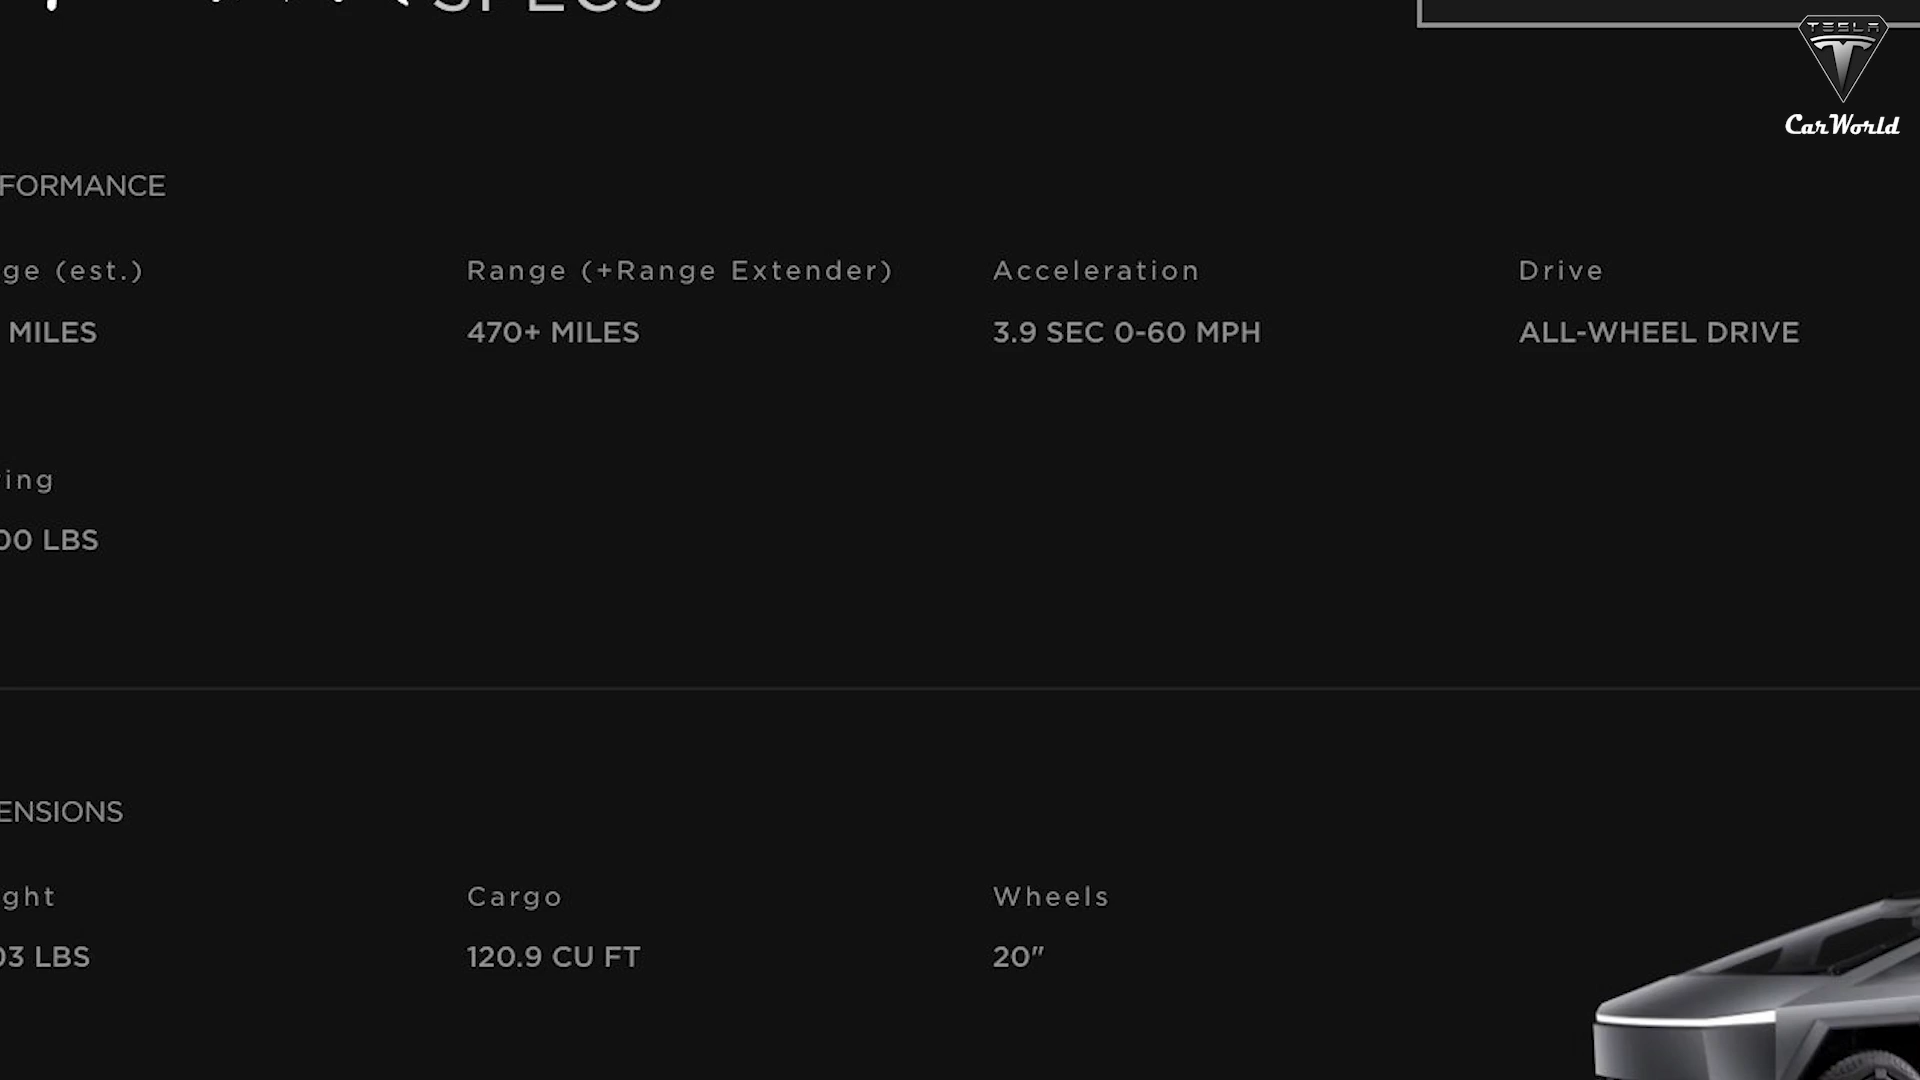 SPECS
TESLA
CarWorld
FORMANCE
ge (est.)
Range (+Range Extender)
Acceleration
Drive
MILES
470+ MILES
3.9 SEC 0-60 MPH
ALL-WHEEL DRIVE
ing
00 LBS
ENSIONS
ght
Cargo
Wheels
03 LBS
120.9 CU FT
20"